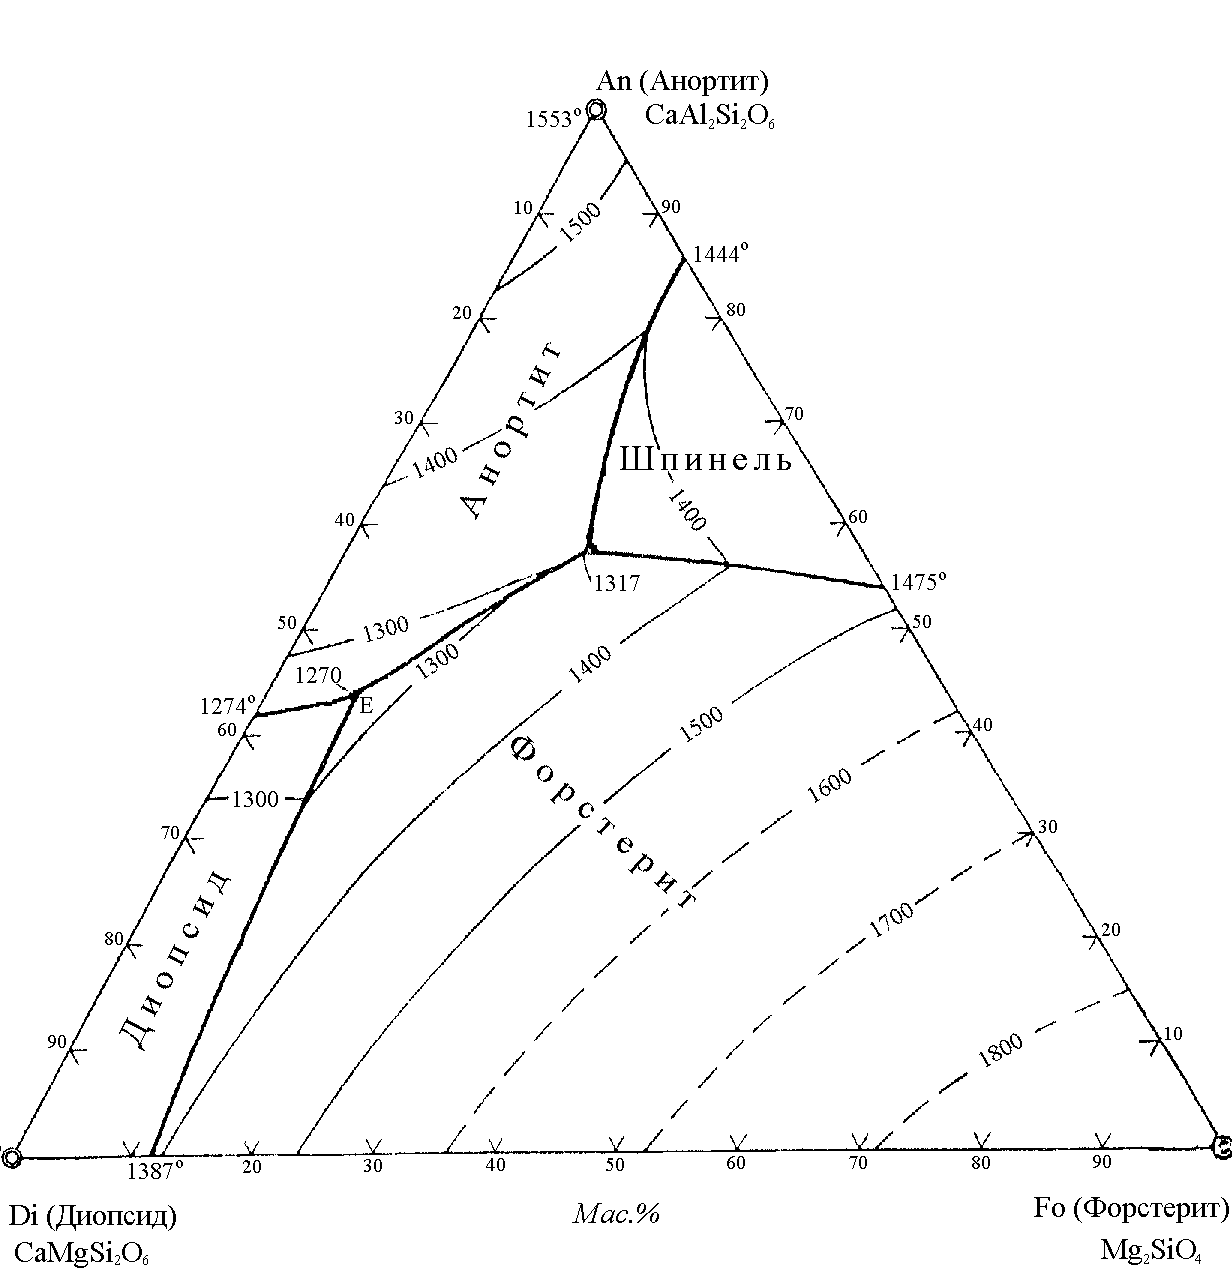 An (Анортит)
1553° CaAl₂Si₂O₆
10 1500 90
1444°
20 80
30 Анортит 70
1400 Шпинель
1400
40 60
1317 1475°
50 1300 50
1270 1300 1400
1274° E
60 1500 40
Форстерит 1600
1300
70 30
Диопсид 1700
80 20
90 1800 10
1387° 20 30 40 50 60 70 80 90
Di (Диопсид) Мас.% Fo (Форстерит)
CaMgSi₂O₆ Mg₂SiO₄